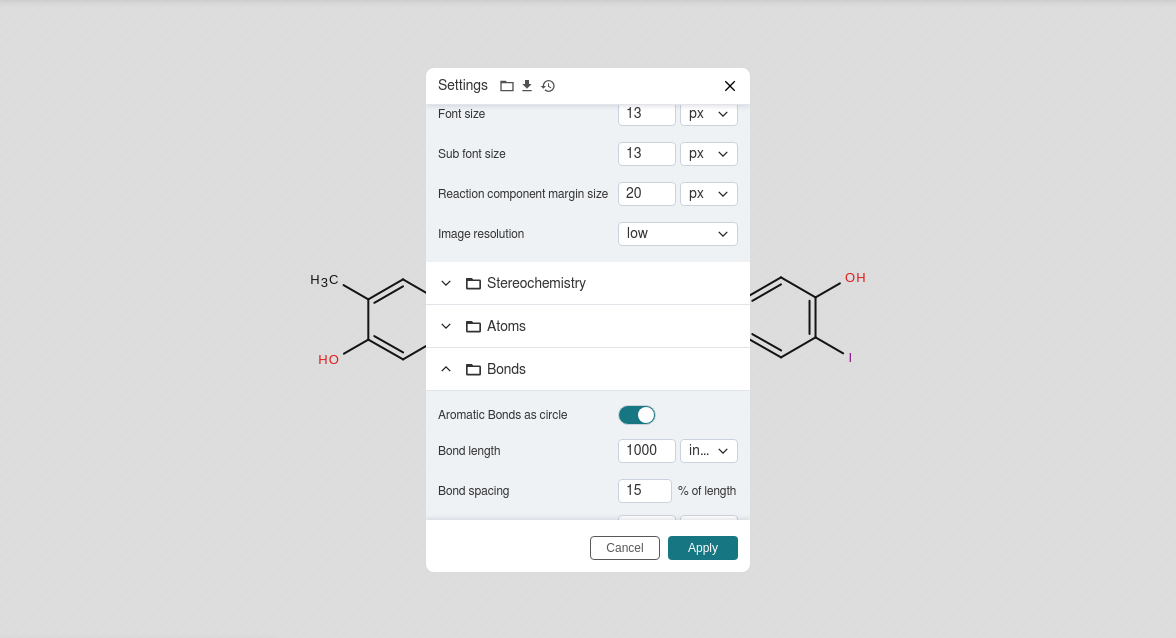 Settings
Font size 13 px
Sub font size 13 px
Reaction component margin size 20 px
Image resolution low
H3C
OH
Stereochemistry
Atoms
HO
I
Bonds
Aromatic Bonds as circle
Bond length 1000 in...
Bond spacing 15 % of length
Cancel Apply